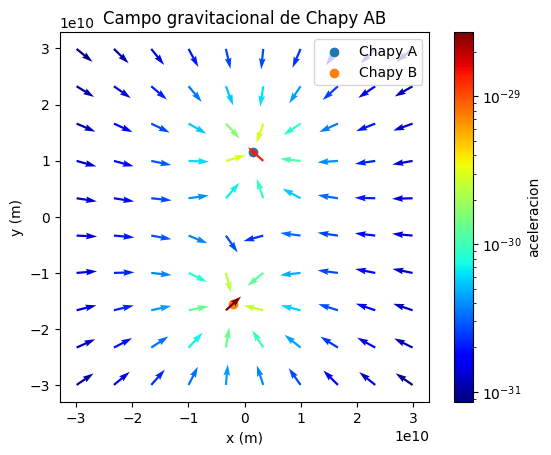 Campo gravitacional de Chapy AB
1e10
3
2
1
0
−1
−2
−3
y (m)
Chapy A
Chapy B
−3
−2
−1
0
1
2
3
x (m)
1e10
10⁻²⁹
10⁻³⁰
10⁻³¹
aceleracion